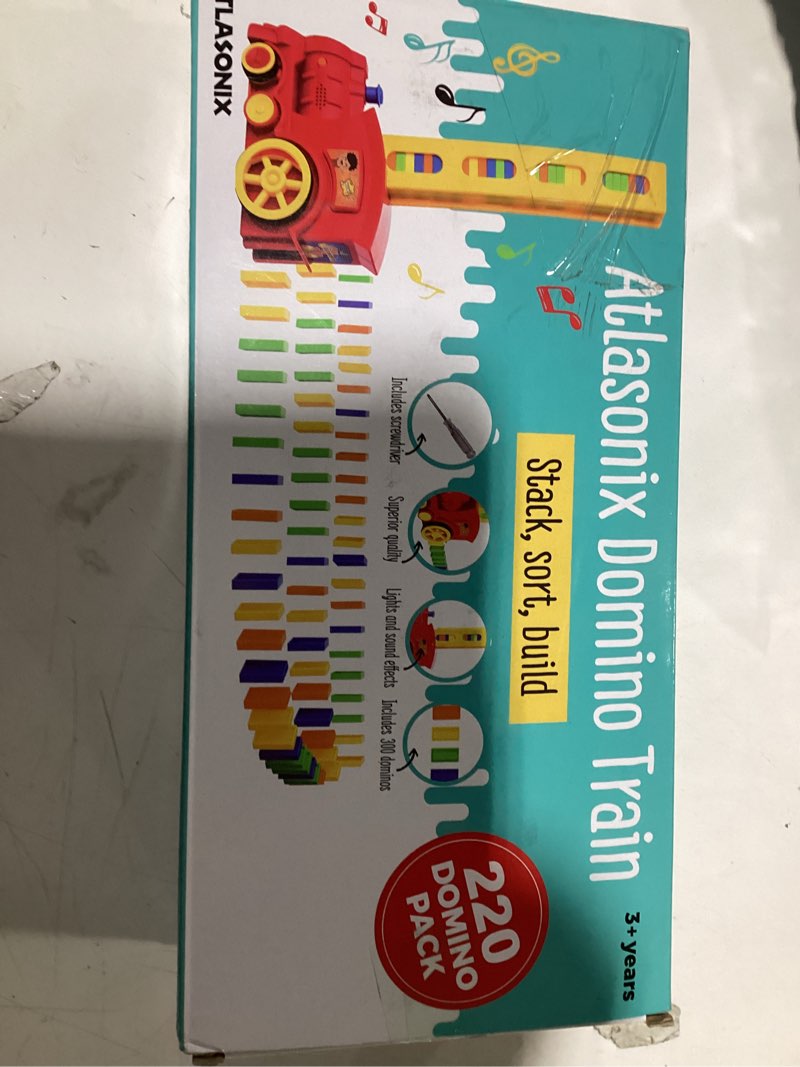 Atlasonix Domino Train
3+ years
Stack, sort, build
220
DOMINO
PACK
Includes screwdriver
Superior quality
Lights and sound effects
Includes 300 dominos
TLASONIX